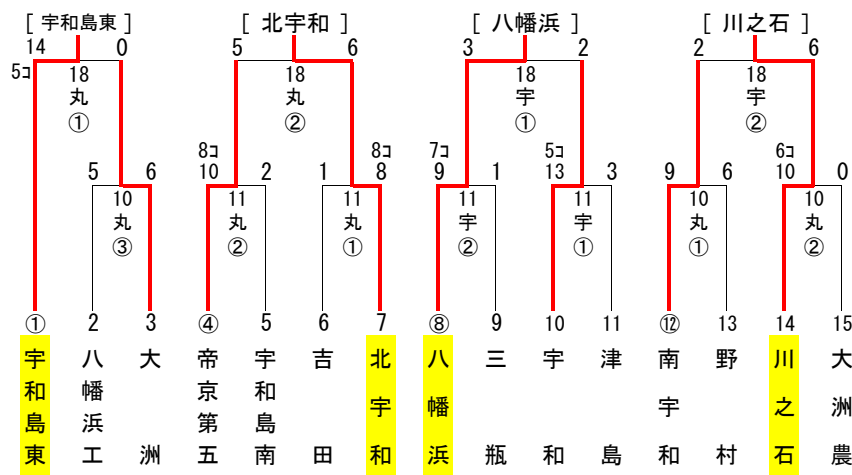 [ 宇和島東 ] [ 北宇和 ] [ 八幡浜 ] [ 川之石 ]
14 0 5 6 3 2 2 6
5ｺ 18 18 18 18
丸 丸 宇 宇
① ② ① ②
8ｺ 8ｺ 7ｺ 5ｺ 6ｺ
5 6 10 2 1 8 9 1 13 3 9 6 10 0
10 11 11 11 11 10 10
丸 丸 丸 宇 宇 丸 丸
③ ② ① ② ① ① ②
① 2 3 ④ 5 6 7 ⑧ 9 10 11 ⑫ 13 14 15
宇和島東
八幡浜工
大洲
帝京第五
宇和島南
吉田
北宇和
八幡浜
三瓶
宇和
津島
南宇和
野村
川之石
大洲農